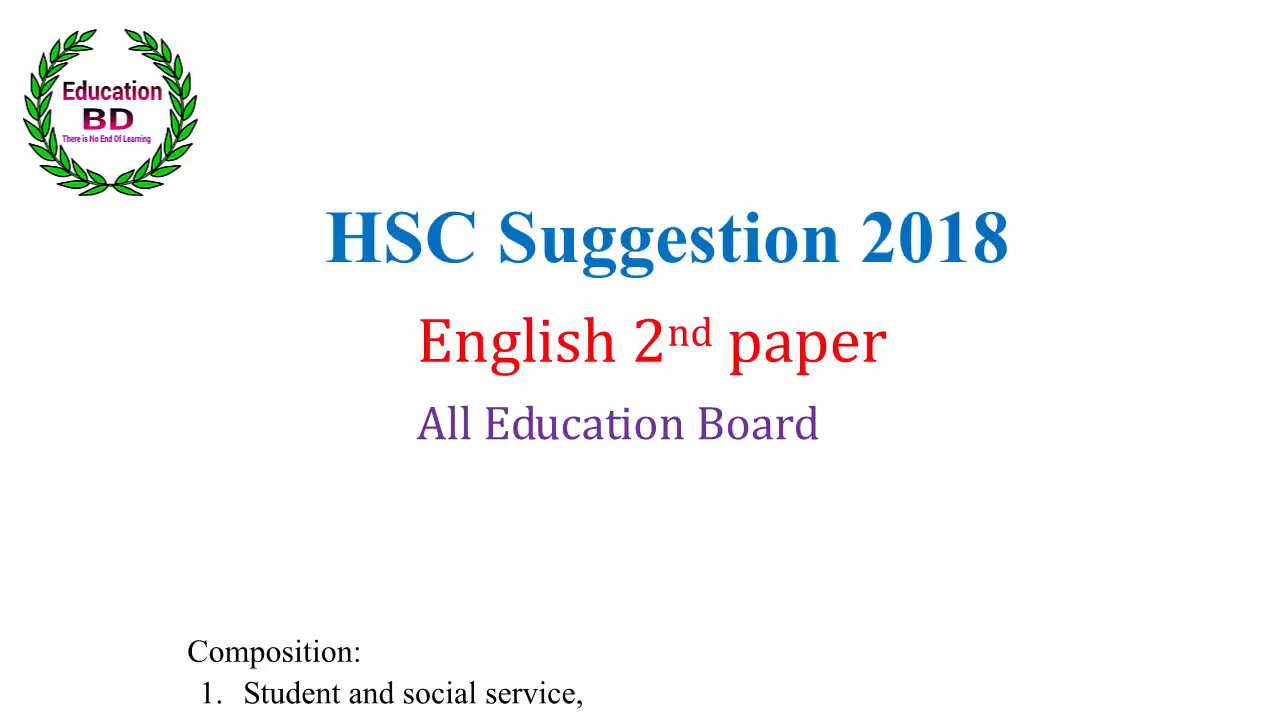 Education
BD
There is No End Of Learning
HSC Suggestion 2018
English 2nd paper
All Education Board
Composition:
1. Student and social service,